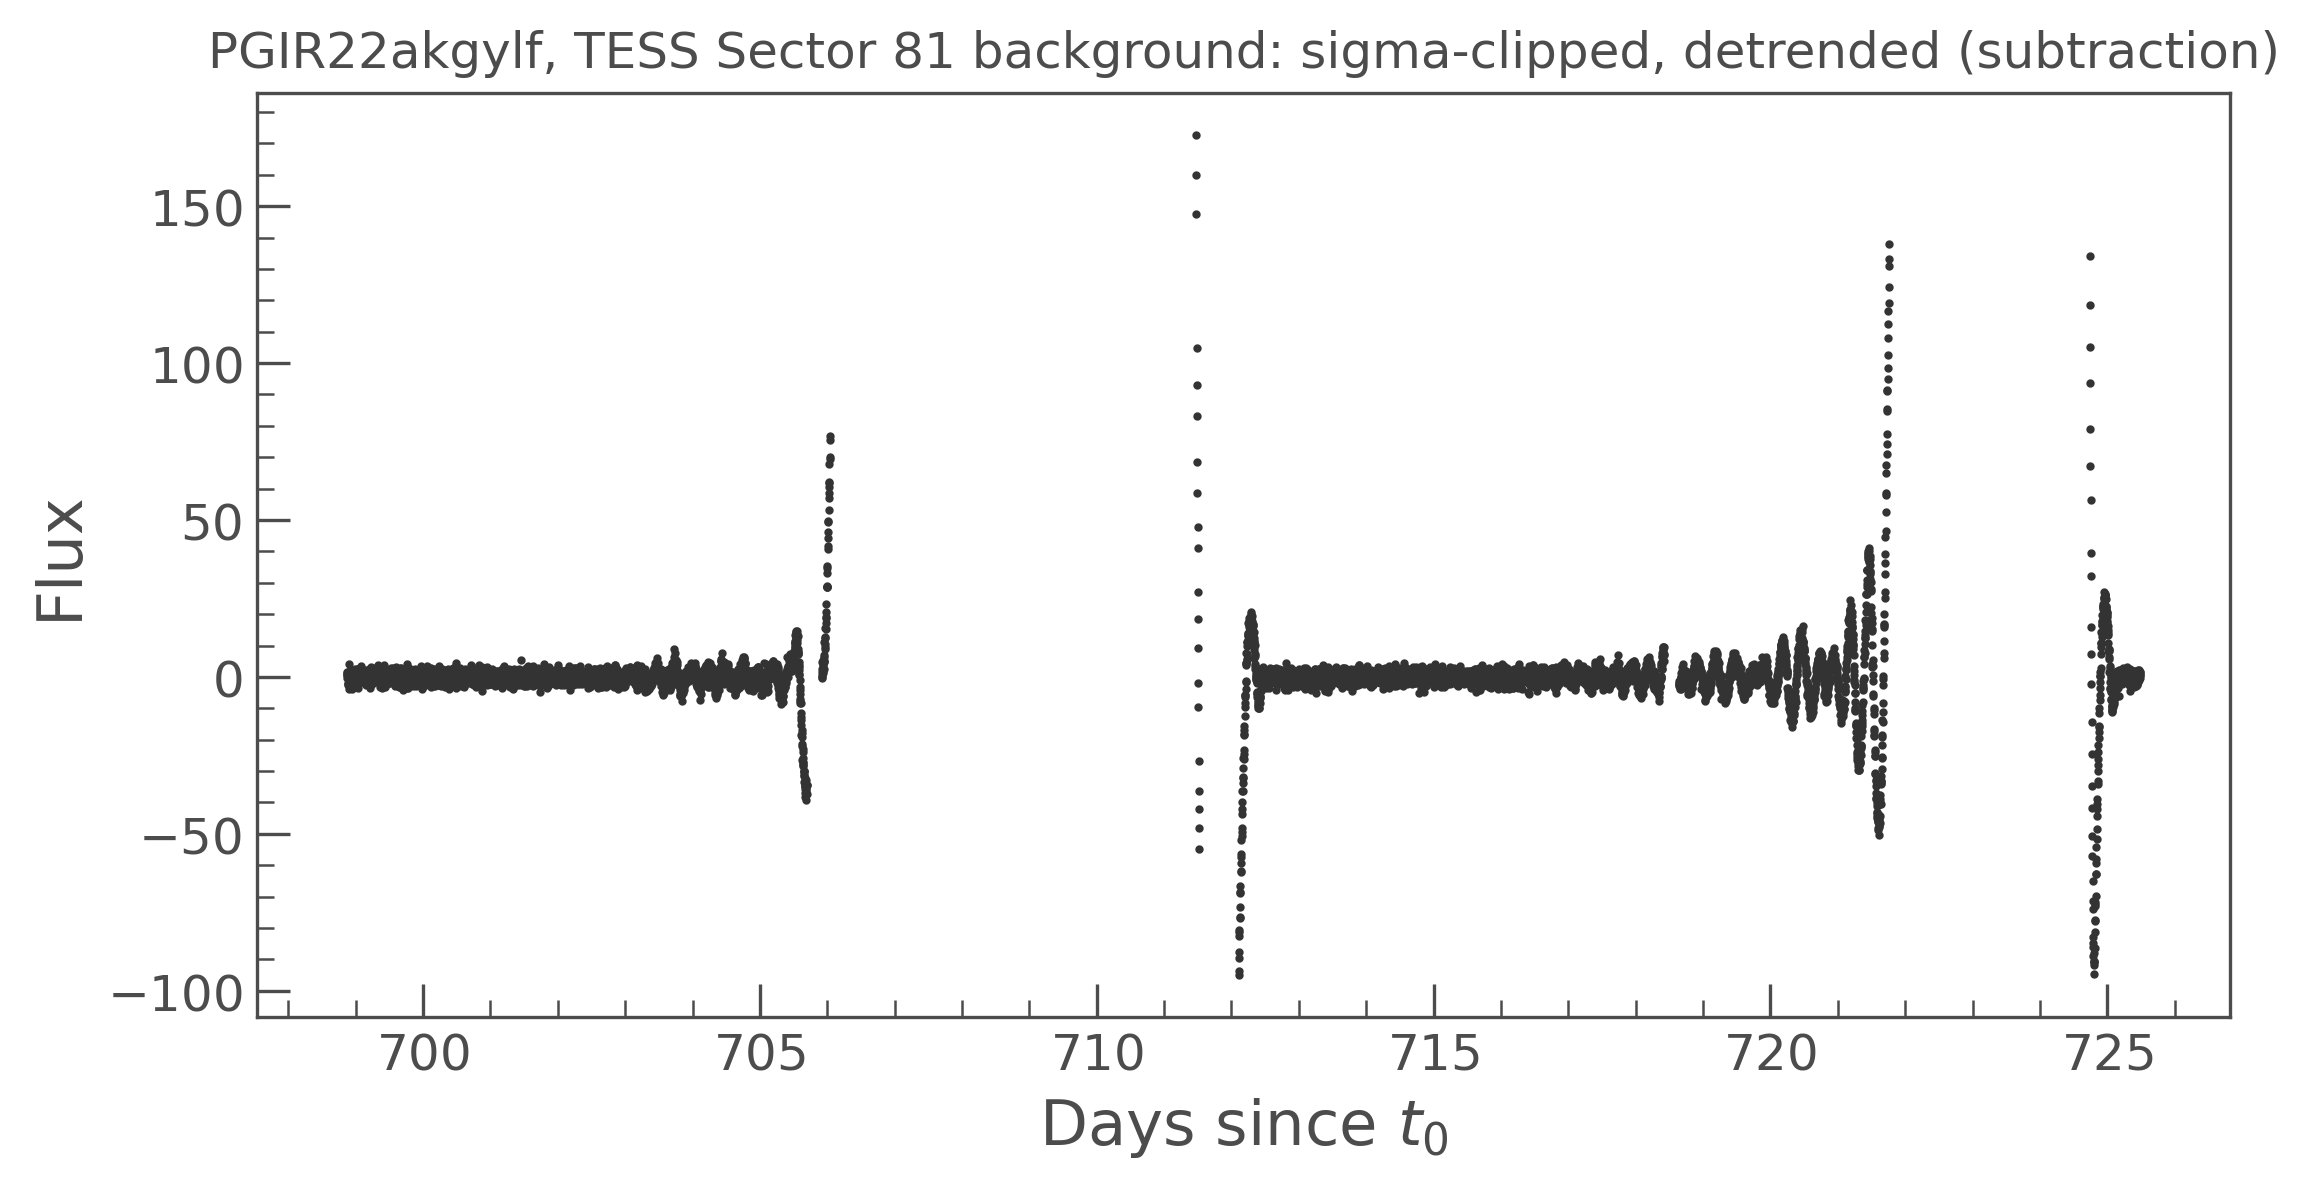 PGIR22akgylf, TESS Sector 81 background: sigma-clipped, detrended (subtraction)
150
100
50
0
−50
−100
Flux
700 705 710 715 720 725
Days since t0